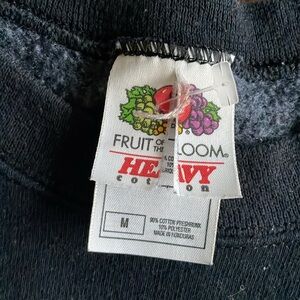 FRUIT OF THE LOOM®
HEAVY
cotton
M
90% COTTON PRESHRUNK
10% POLYESTER
MADE IN HONDURAS